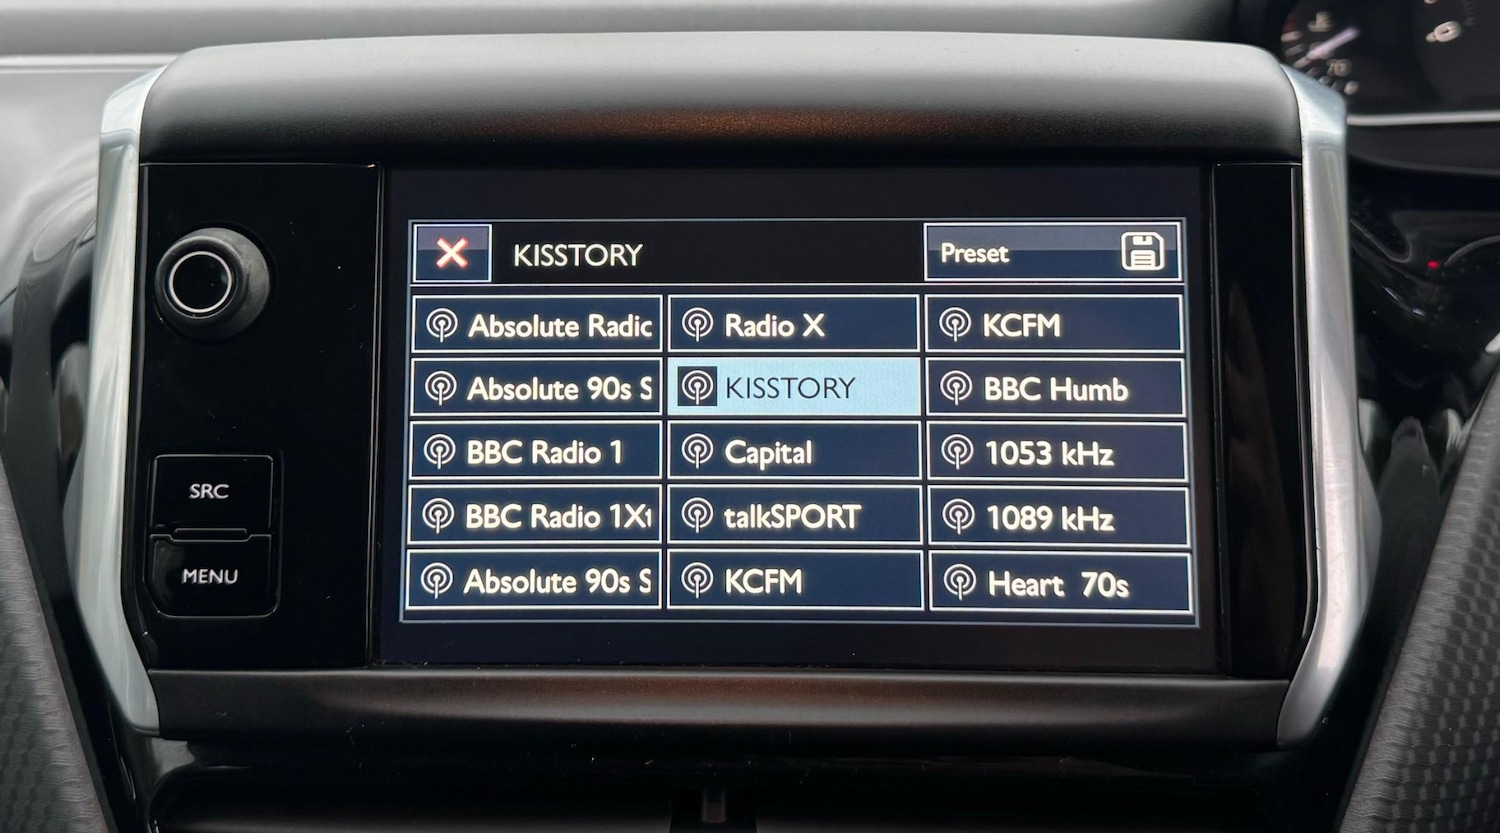 KISSTORY
Preset
Absolute Radic
Radio X
KCFM
Absolute 90s S
KISSTORY
BBC Humb
BBC Radio 1
Capital
1053 kHz
BBC Radio 1Xt
talkSPORT
1089 kHz
Absolute 90s S
KCFM
Heart 70s
SRC
MENU